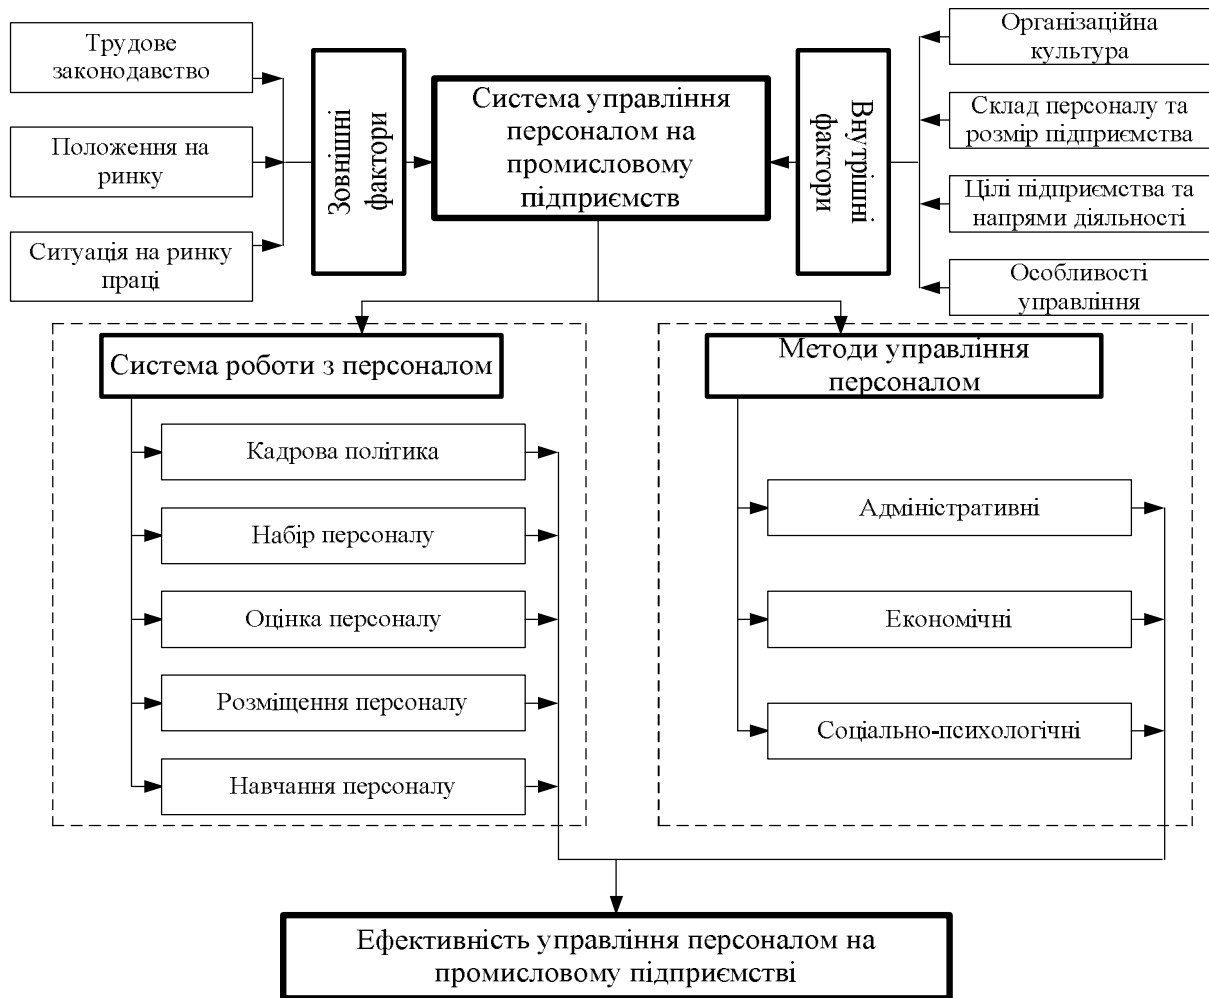 Трудове
законодавство
Положення на
ринку
Ситуація на ринку
праці
Зовнішні
фактори
Система управління
персоналом на
промисловому
підприємств
Внутрішні
фактори
Організаційна
культура
Склад персоналу та
розмір підприємства
Цілі підприємства та
напрями діяльності
Особливості
управління
Система роботи з персоналом
Кадрова політика
Набір персоналу
Оцінка персоналу
Розміщення персоналу
Навчання персоналу
Методи управління
персоналом
Адміністративні
Економічні
Соціально-психологічні
Ефективність управління персоналом на
промисловому підприємстві